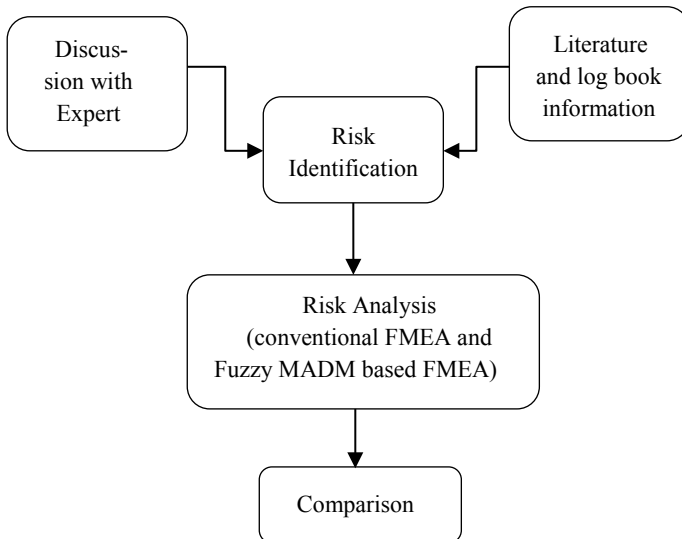 Discus-
sion with
Expert
Literature
and log book
information
Risk
Identification
Risk Analysis
(conventional FMEA and
Fuzzy MADM based FMEA)
Comparison